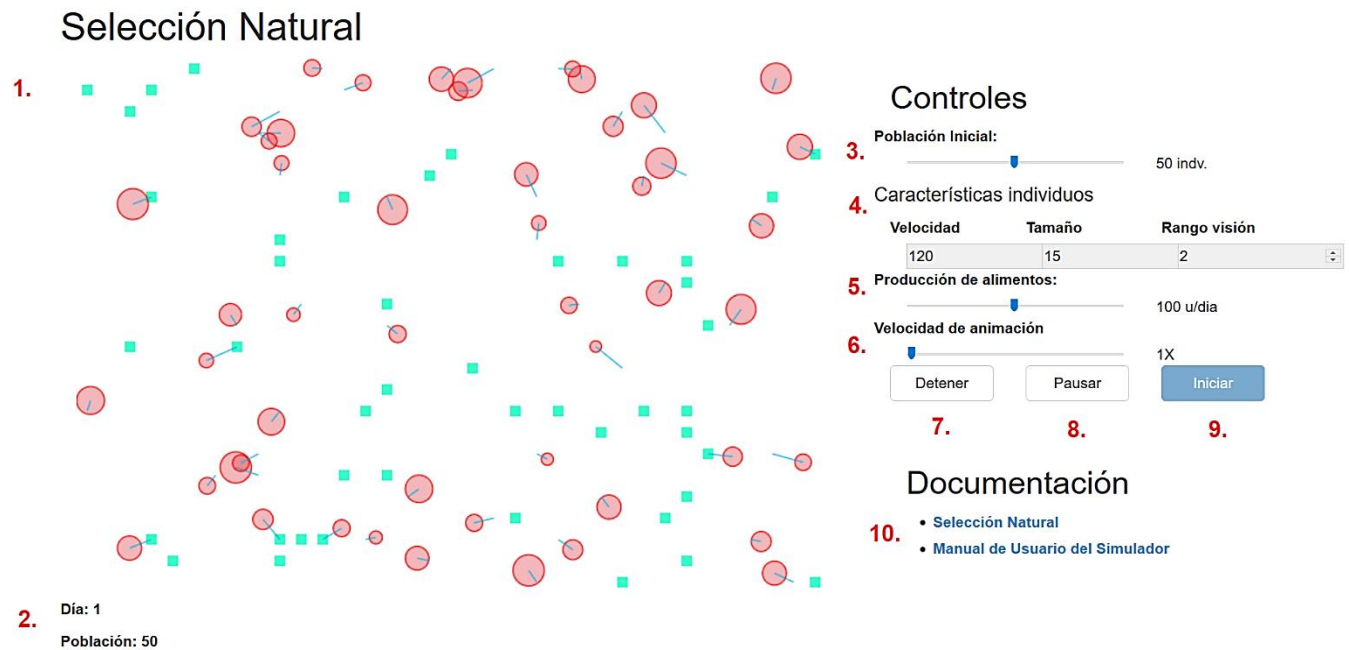 Selección Natural
1.
Controles
3.
Población Inicial:
50 indv.
4.
Características individuos
Velocidad Tamaño Rango visión
120 15 2
5.
Producción de alimentos:
100 u/dia
6.
Velocidad de animación
1X
Detener Pausar Iniciar
7. 8. 9.
Documentación
10.
• Selección Natural
• Manual de Usuario del Simulador
2.
Día: 1
Población: 50